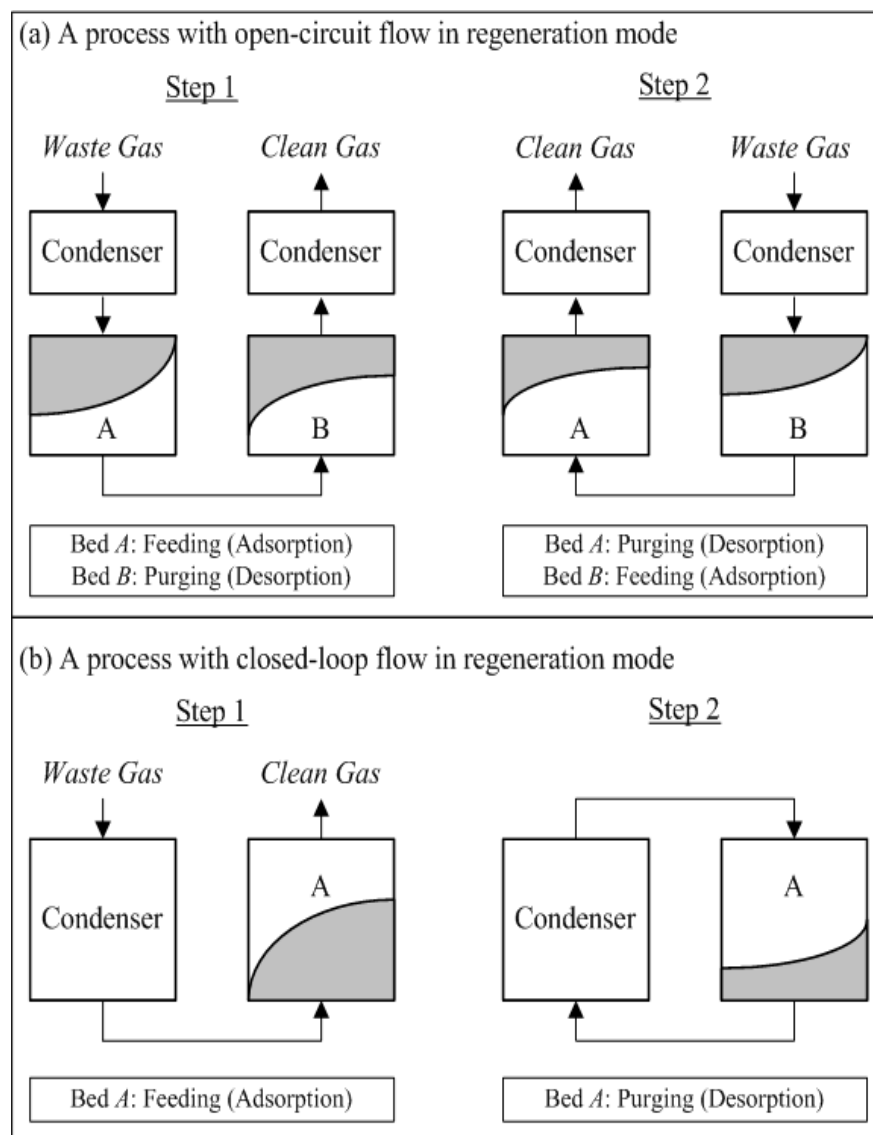 (a) A process with open-circuit flow in regeneration mode
Step 1
Step 2
Waste Gas
Clean Gas
Clean Gas
Waste Gas
Condenser
Condenser
Condenser
Condenser
A
B
A
B
Bed A: Feeding (Adsorption)
Bed B: Purging (Desorption)
Bed A: Purging (Desorption)
Bed B: Feeding (Adsorption)
(b) A process with closed-loop flow in regeneration mode
Step 1
Step 2
Waste Gas
Clean Gas
Condenser
A
Condenser
A
Bed A: Feeding (Adsorption)
Bed A: Purging (Desorption)